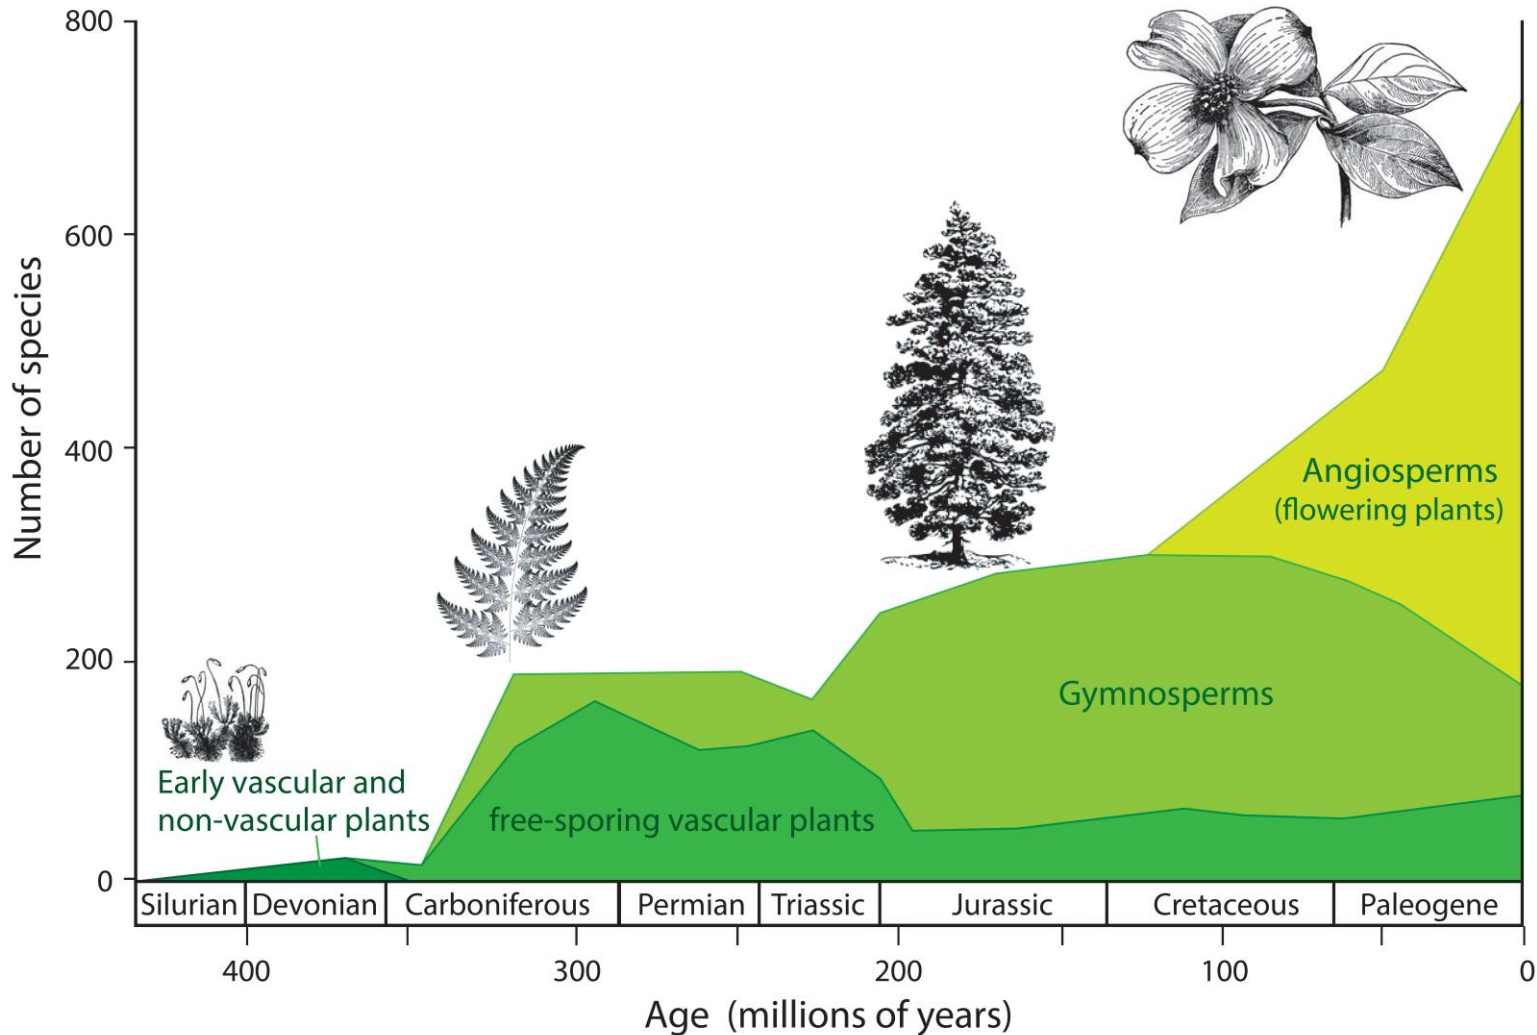 800
600
400
200
0
Number of species
Early vascular and
non-vascular plants
free-sporing vascular plants
Gymnosperms
Angiosperms
(flowering plants)
Silurian Devonian Carboniferous Permian Triassic Jurassic Cretaceous Paleogene
400 300 200 100 0
Age (millions of years)